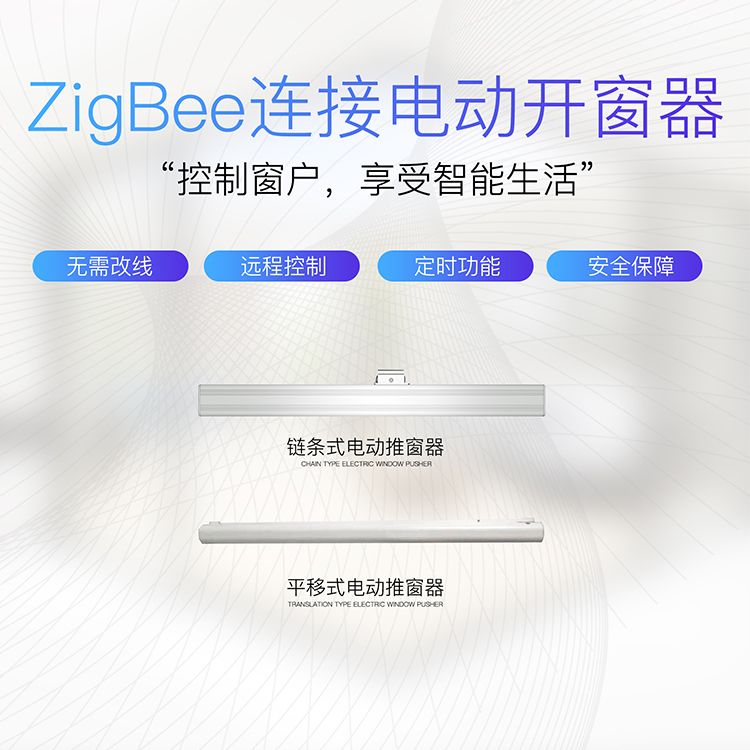 ZigBee连接电动开窗器
“控制窗户，享受智能生活”
无需改线 远程控制 定时功能 安全保障
链条式电动推窗器
CHAIN TYPE ELECTRIC WINDOW PUSHER
平移式电动推窗器
TRANSLATION TYPE ELECTRIC WINDOW PUSHER